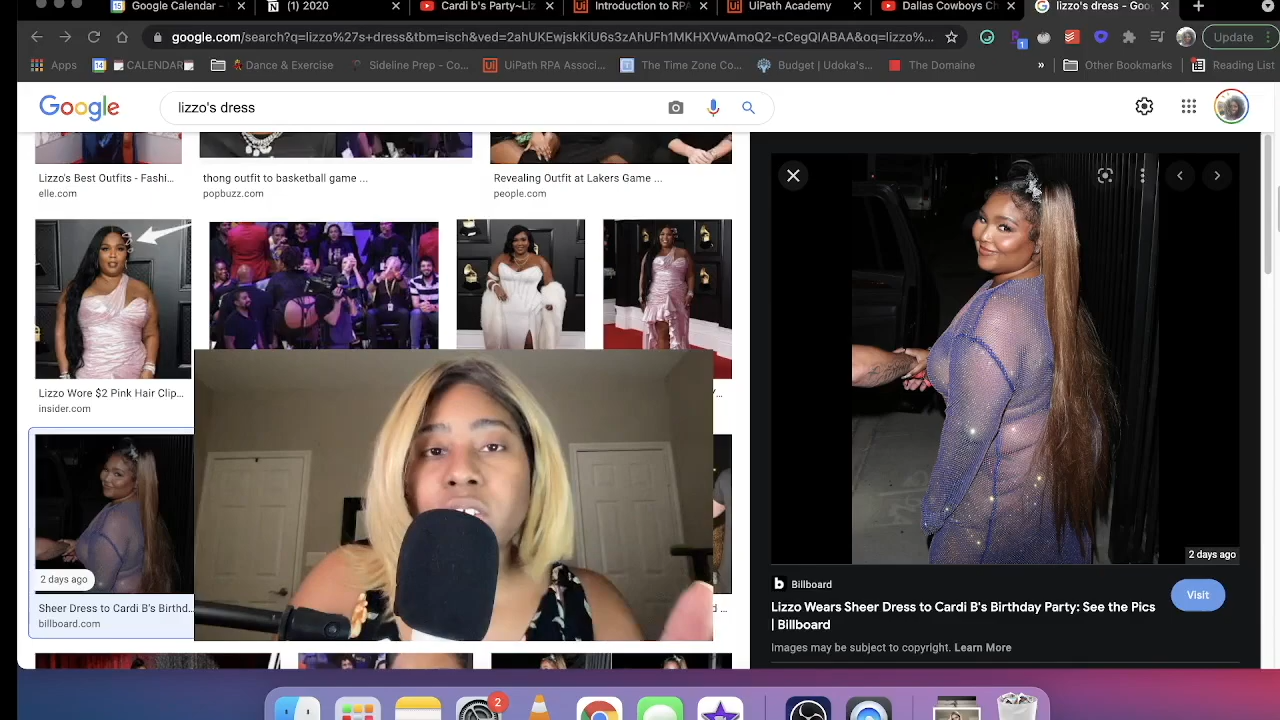 Google Calendar -
(1) 2020
Cardi b's Party~Liz
Introduction to RPA
UiPath Academy
Dallas Cowboys Ch
lizzo's dress - Goo
google.com/search?q=lizzo%27s+dress&tbm=isch&ved=2ahUKEwjskKiU6s3zAhUFh1MKHXvwAmoQ2-cCegQIABAA&oq=lizzo%...
Update
Apps
CALENDAR
Dance & Exercise
Sideline Prep - Co...
UiPath RPA Associ...
The Time Zone Co...
Budget | Udoka's...
The Domaine
»
Other Bookmarks
Reading List
Google
lizzo's dress
Lizzo's Best Outfits - Fashi...
elle.com
thong outfit to basketball game ...
popbuzz.com
Revealing Outfit at Lakers Game ...
people.com
Lizzo Wore $2 Pink Hair Clip...
insider.com
2 days ago
Sheer Dress to Cardi B's Birthd...
billboard.com
2 days ago
b Billboard
Visit
Lizzo Wears Sheer Dress to Cardi B's Birthday Party: See the Pics
| Billboard
Images may be subject to copyright. Learn More
2